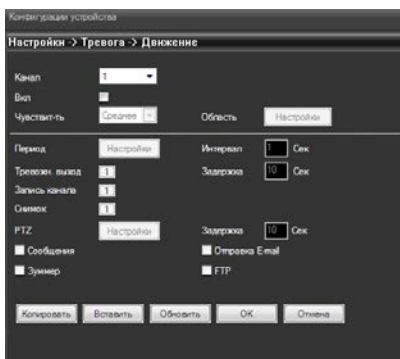 Конфигурации устройства
Настройки -> Тревога -> Движение
Канал 1
Вкл
Чувствит-ть Среднее Область Настройки
Период Настройки Интервал 1 Сек
Тревожн. выход 1 Задержка 10 Сек
Запись канала 1
Снимок 1
PTZ Настройки Задержка 10 Сек
Сообщения Отправка E-mail
Зуммер FTP
Копировать Вставить Обновить OK Отмена